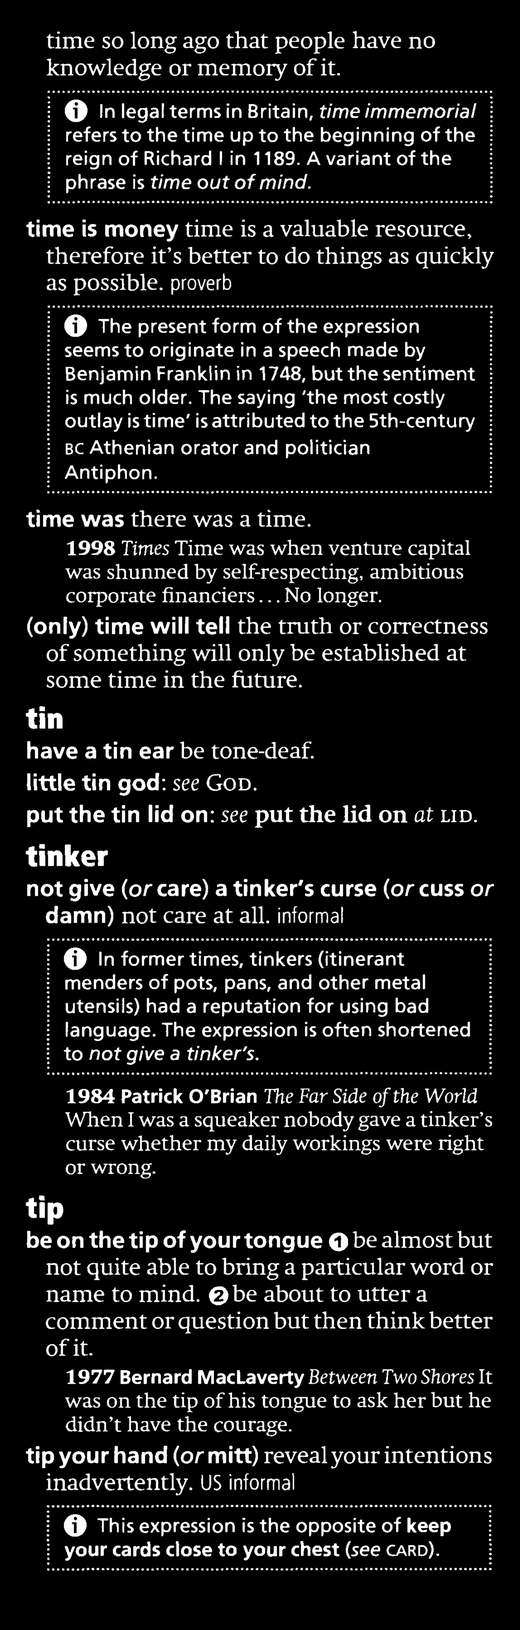 time so long ago that people have no
knowledge or memory of it.
ⓘ In legal terms in Britain, time immemorial
refers to the time up to the beginning of the
reign of Richard I in 1189. A variant of the
phrase is time out of mind.
time is money time is a valuable resource,
therefore it's better to do things as quickly
as possible. proverb
ⓘ The present form of the expression
seems to originate in a speech made by
Benjamin Franklin in 1748, but the sentiment
is much older. The saying 'the most costly
outlay is time' is attributed to the 5th-century
BC Athenian orator and politician
Antiphon.
time was there was a time.
1998 Times Time was when venture capital
was shunned by self-respecting, ambitious
corporate financiers... No longer.
(only) time will tell the truth or correctness
of something will only be established at
some time in the future.
tin
have a tin ear be tone-deaf.
little tin god: see GOD.
put the tin lid on: see put the lid on at LID.
tinker
not give (or care) a tinker's curse (or cuss or
damn) not care at all. informal
ⓘ In former times, tinkers (itinerant
menders of pots, pans, and other metal
utensils) had a reputation for using bad
language. The expression is often shortened
to not give a tinker's.
1984 Patrick O'Brian The Far Side of the World
When I was a squeaker nobody gave a tinker's
curse whether my daily workings were right
or wrong.
tip
be on the tip of your tongue ❶ be almost but
not quite able to bring a particular word or
name to mind. ❷ be about to utter a
comment or question but then think better
of it.
1977 Bernard MacLaverty Between Two Shores It
was on the tip of his tongue to ask her but he
didn't have the courage.
tip your hand (or mitt) reveal your intentions
inadvertently. US informal
ⓘ This expression is the opposite of keep
your cards close to your chest (see CARD).